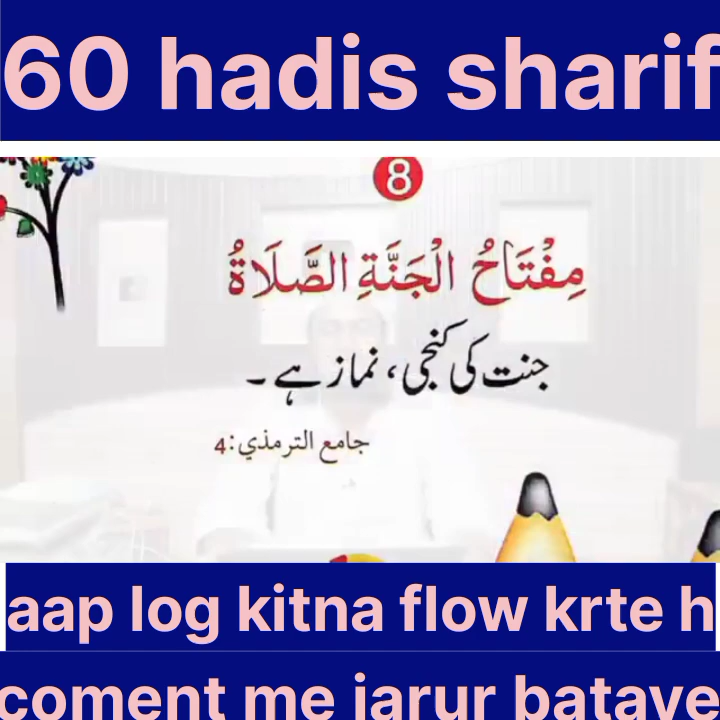 60 hadis sharif
8
مِفْتَاحُ الْجَنَّةِ الصَّلَاةُ
جنت کی کنجی، نماز ہے ۔
جامع الترمذي:4
aap log kitna flow krte h
coment me jarur bataye